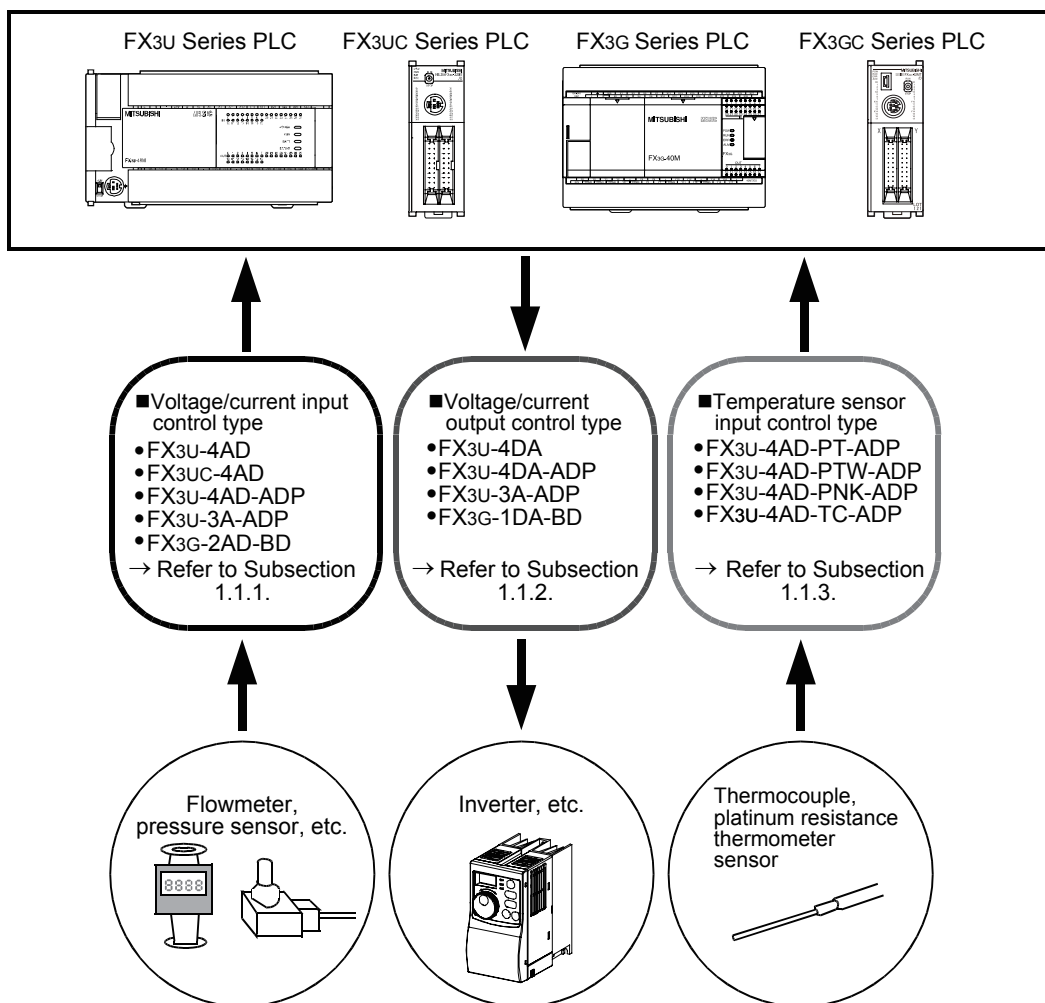 FX3U Series PLC
FX3UC Series PLC
FX3G Series PLC
FX3GC Series PLC
MITSUBISHI
MITSUBISHI
FX3G-40M
■Voltage/current input
control type
•FX3U-4AD
•FX3UC-4AD
•FX3U-4AD-ADP
•FX3U-3A-ADP
•FX3G-2AD-BD
→ Refer to Subsection
1.1.1.
■Voltage/current
output control type
•FX3U-4DA
•FX3U-4DA-ADP
•FX3U-3A-ADP
•FX3G-1DA-BD
→ Refer to Subsection
1.1.2.
■Temperature sensor
input control type
•FX3U-4AD-PT-ADP
•FX3U-4AD-PTW-ADP
•FX3U-4AD-PNK-ADP
•FX3U-4AD-TC-ADP
→ Refer to Subsection
1.1.3.
Flowmeter,
pressure sensor, etc.
8888
Inverter, etc.
Thermocouple,
platinum resistance
thermometer
sensor